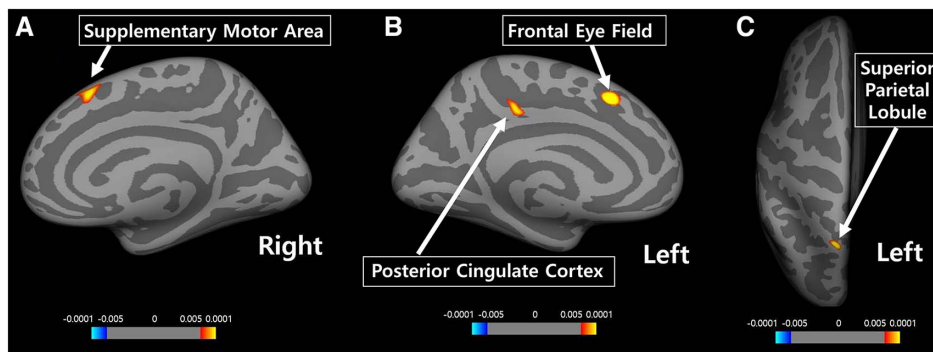 A
Supplementary Motor Area
Right
-0.0001 -0.005 0 0.005 0.0001
B
Frontal Eye Field
Posterior Cingulate Cortex
Left
-0.0001 -0.005 0 0.005 0.0001
C
Superior
Parietal
Lobule
Left
-0.0001 -0.005 0 0.005 0.0001